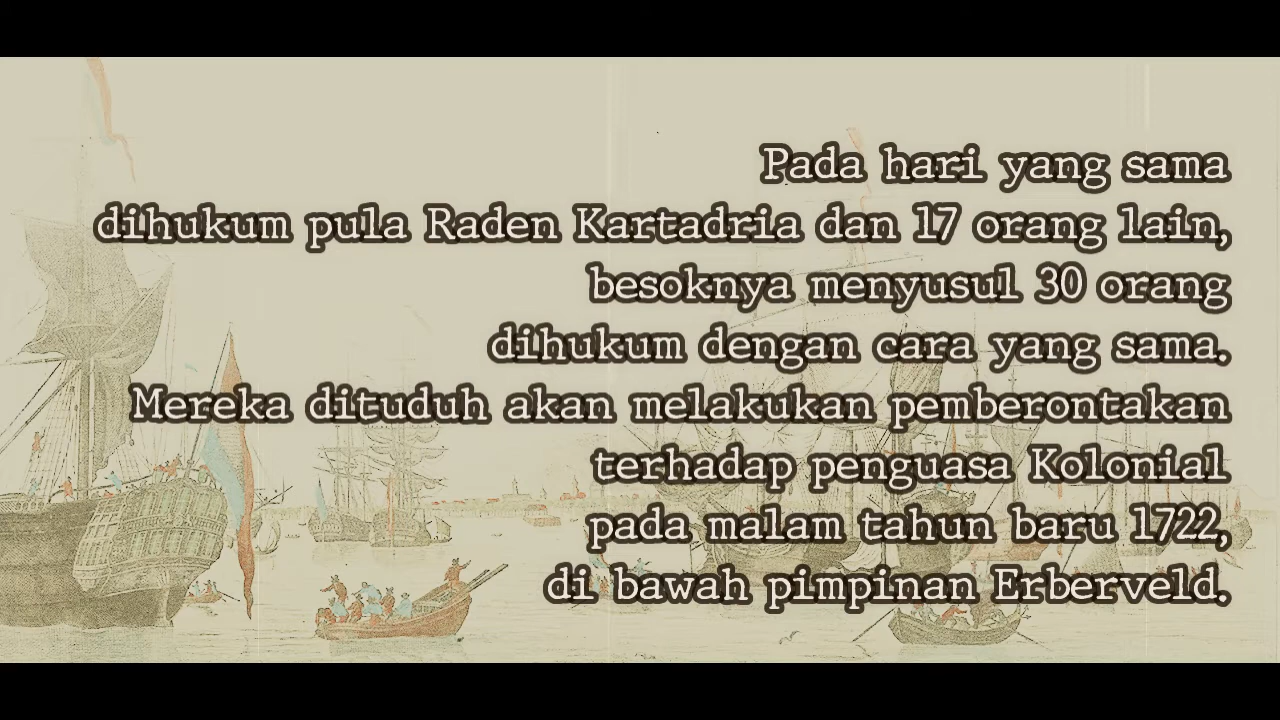 Pada hari yang sama
dihukum pula Raden Kartadria dan 17 orang lain,
besoknya menyusul 30 orang
dihukum dengan cara yang sama.
Mereka dituduh akan melakukan pemberontakan
terhadap penguasa Kolonial
pada malam tahun baru 1722,
di bawah pimpinan Erberveld.